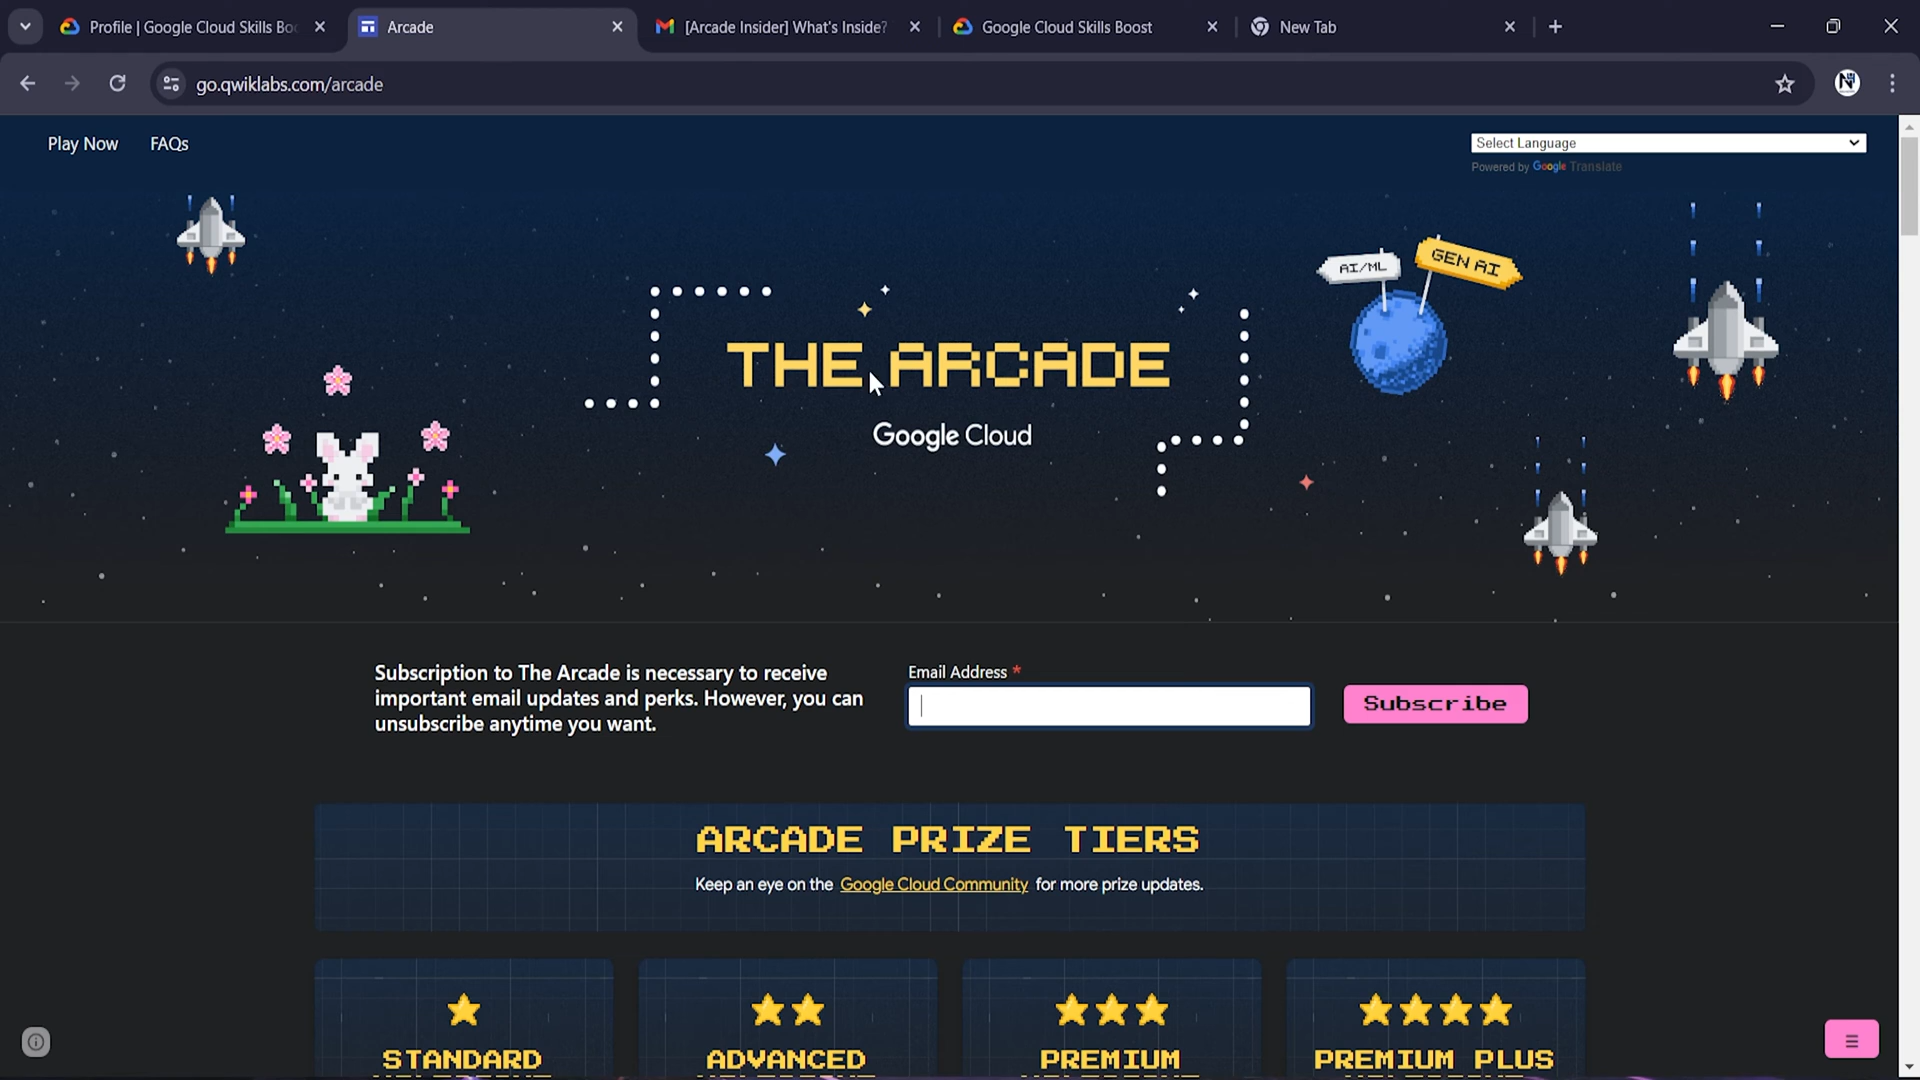 Profile | Google Cloud Skills Boo
Arcade
[Arcade Insider] What's Inside?
Google Cloud Skills Boost
New Tab
go.qwiklabs.com/arcade
Play Now
FAQs
Select Language
Powered by Google Translate
AI/ML
GEN AI
THE ARCADE
Google Cloud
Subscription to The Arcade is necessary to receive
important email updates and perks. However, you can
unsubscribe anytime you want.
Email Address *
Subscribe
ARCADE PRIZE TIERS
Keep an eye on the Google Cloud Community for more prize updates.
STANDARD
ADVANCED
PREMIUM
PREMIUM PLUS